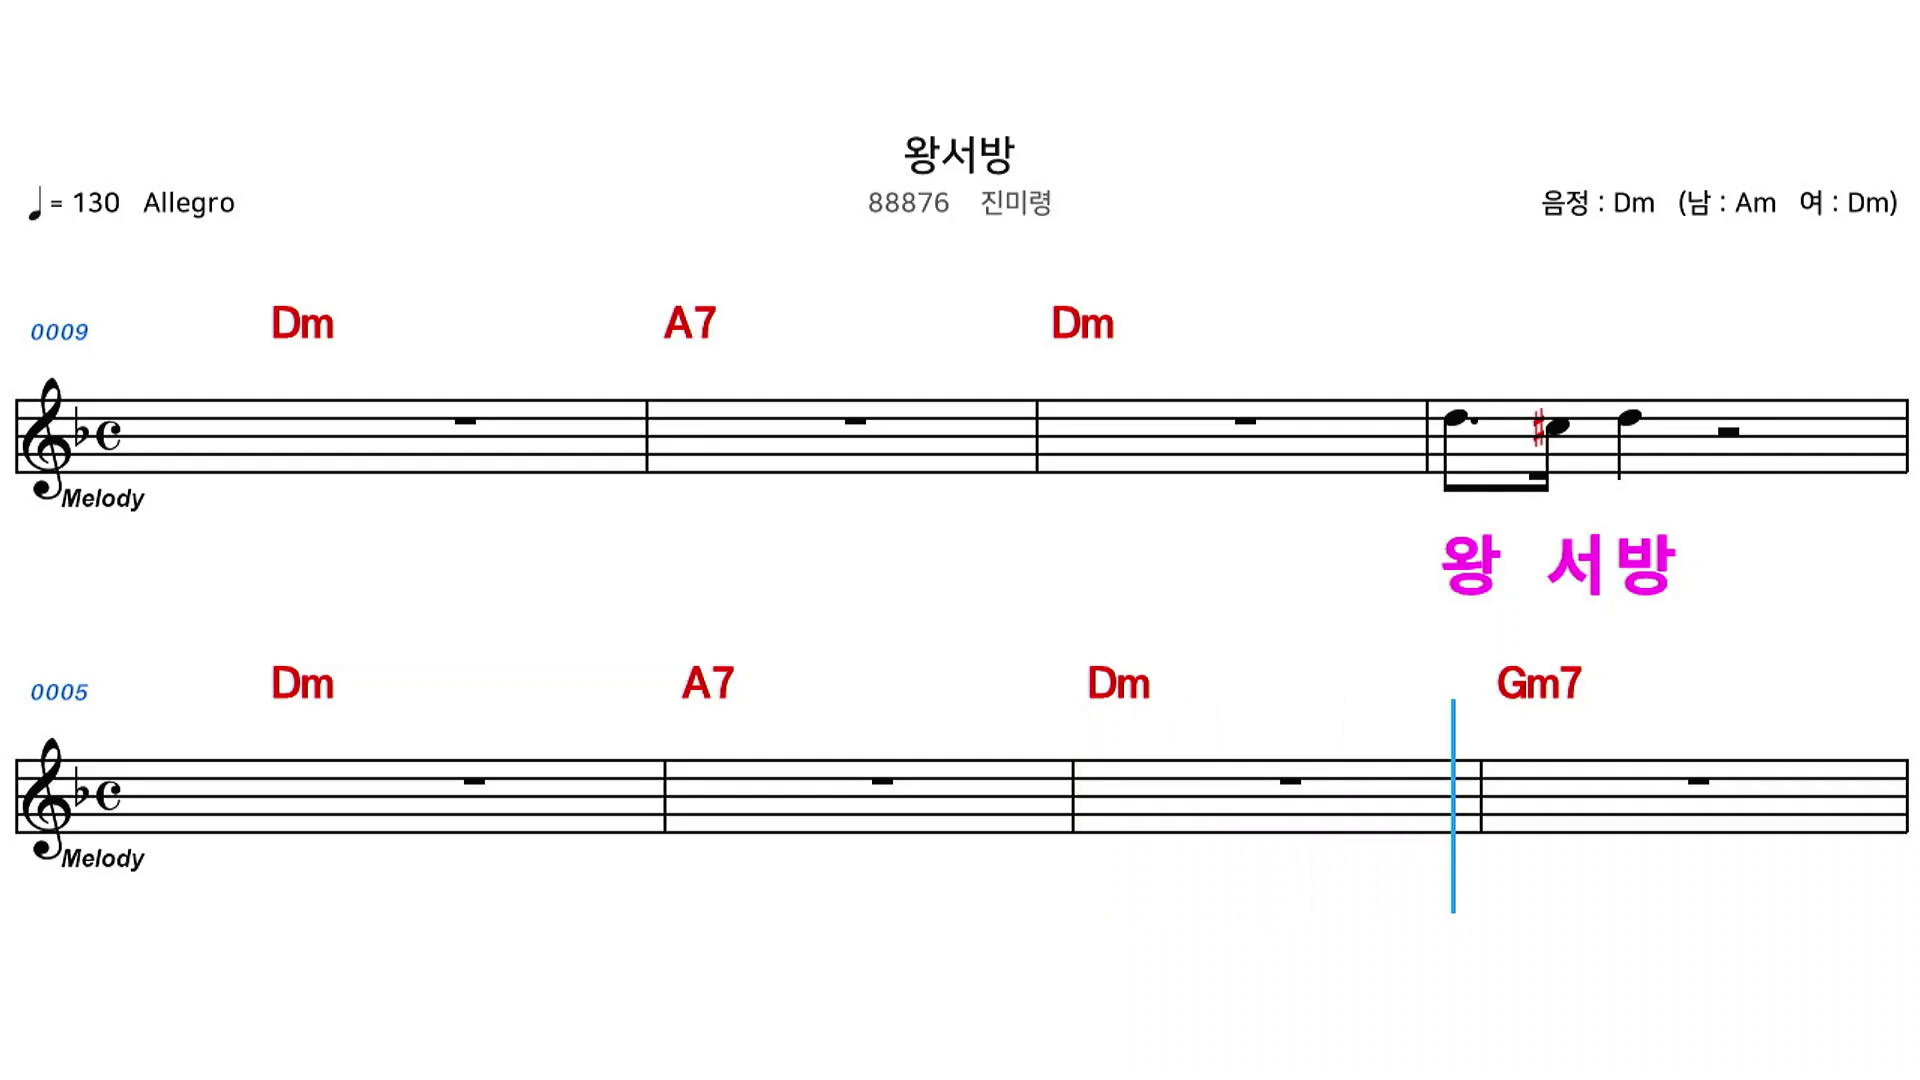 왕서방
♩ = 130 Allegro 88876 진미령 음정 : Dm (남 : Am 여 : Dm)
0009 Dm A7 Dm
Melody
왕 서 방
0005 Dm A7 Dm Gm7
Melody